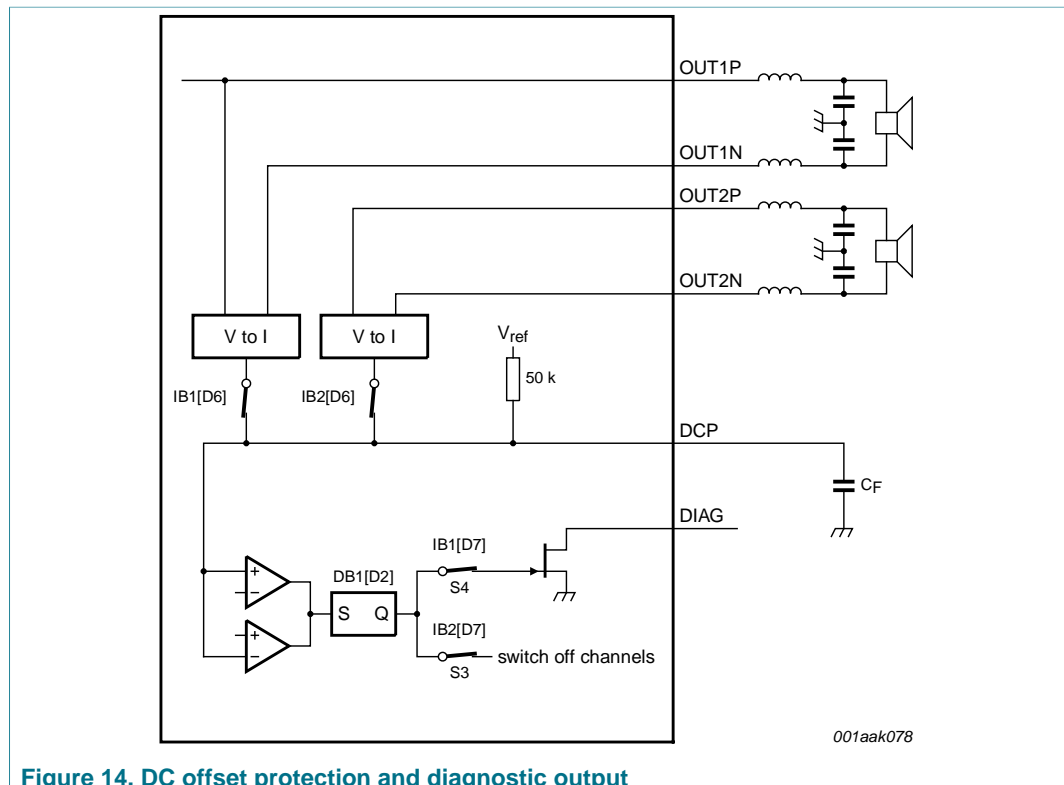 OUT1P
OUT1N
OUT2P
OUT2N
V to I
V to I
Vref
50 k
IB1[D6]
IB2[D6]
DCP
CF
DIAG
IB1[D7]
DB1[D2]
+
−
S Q
S4
IB2[D7]
+
−
switch off channels
S3
001aak078
Figure 14. DC offset protection and diagnostic output